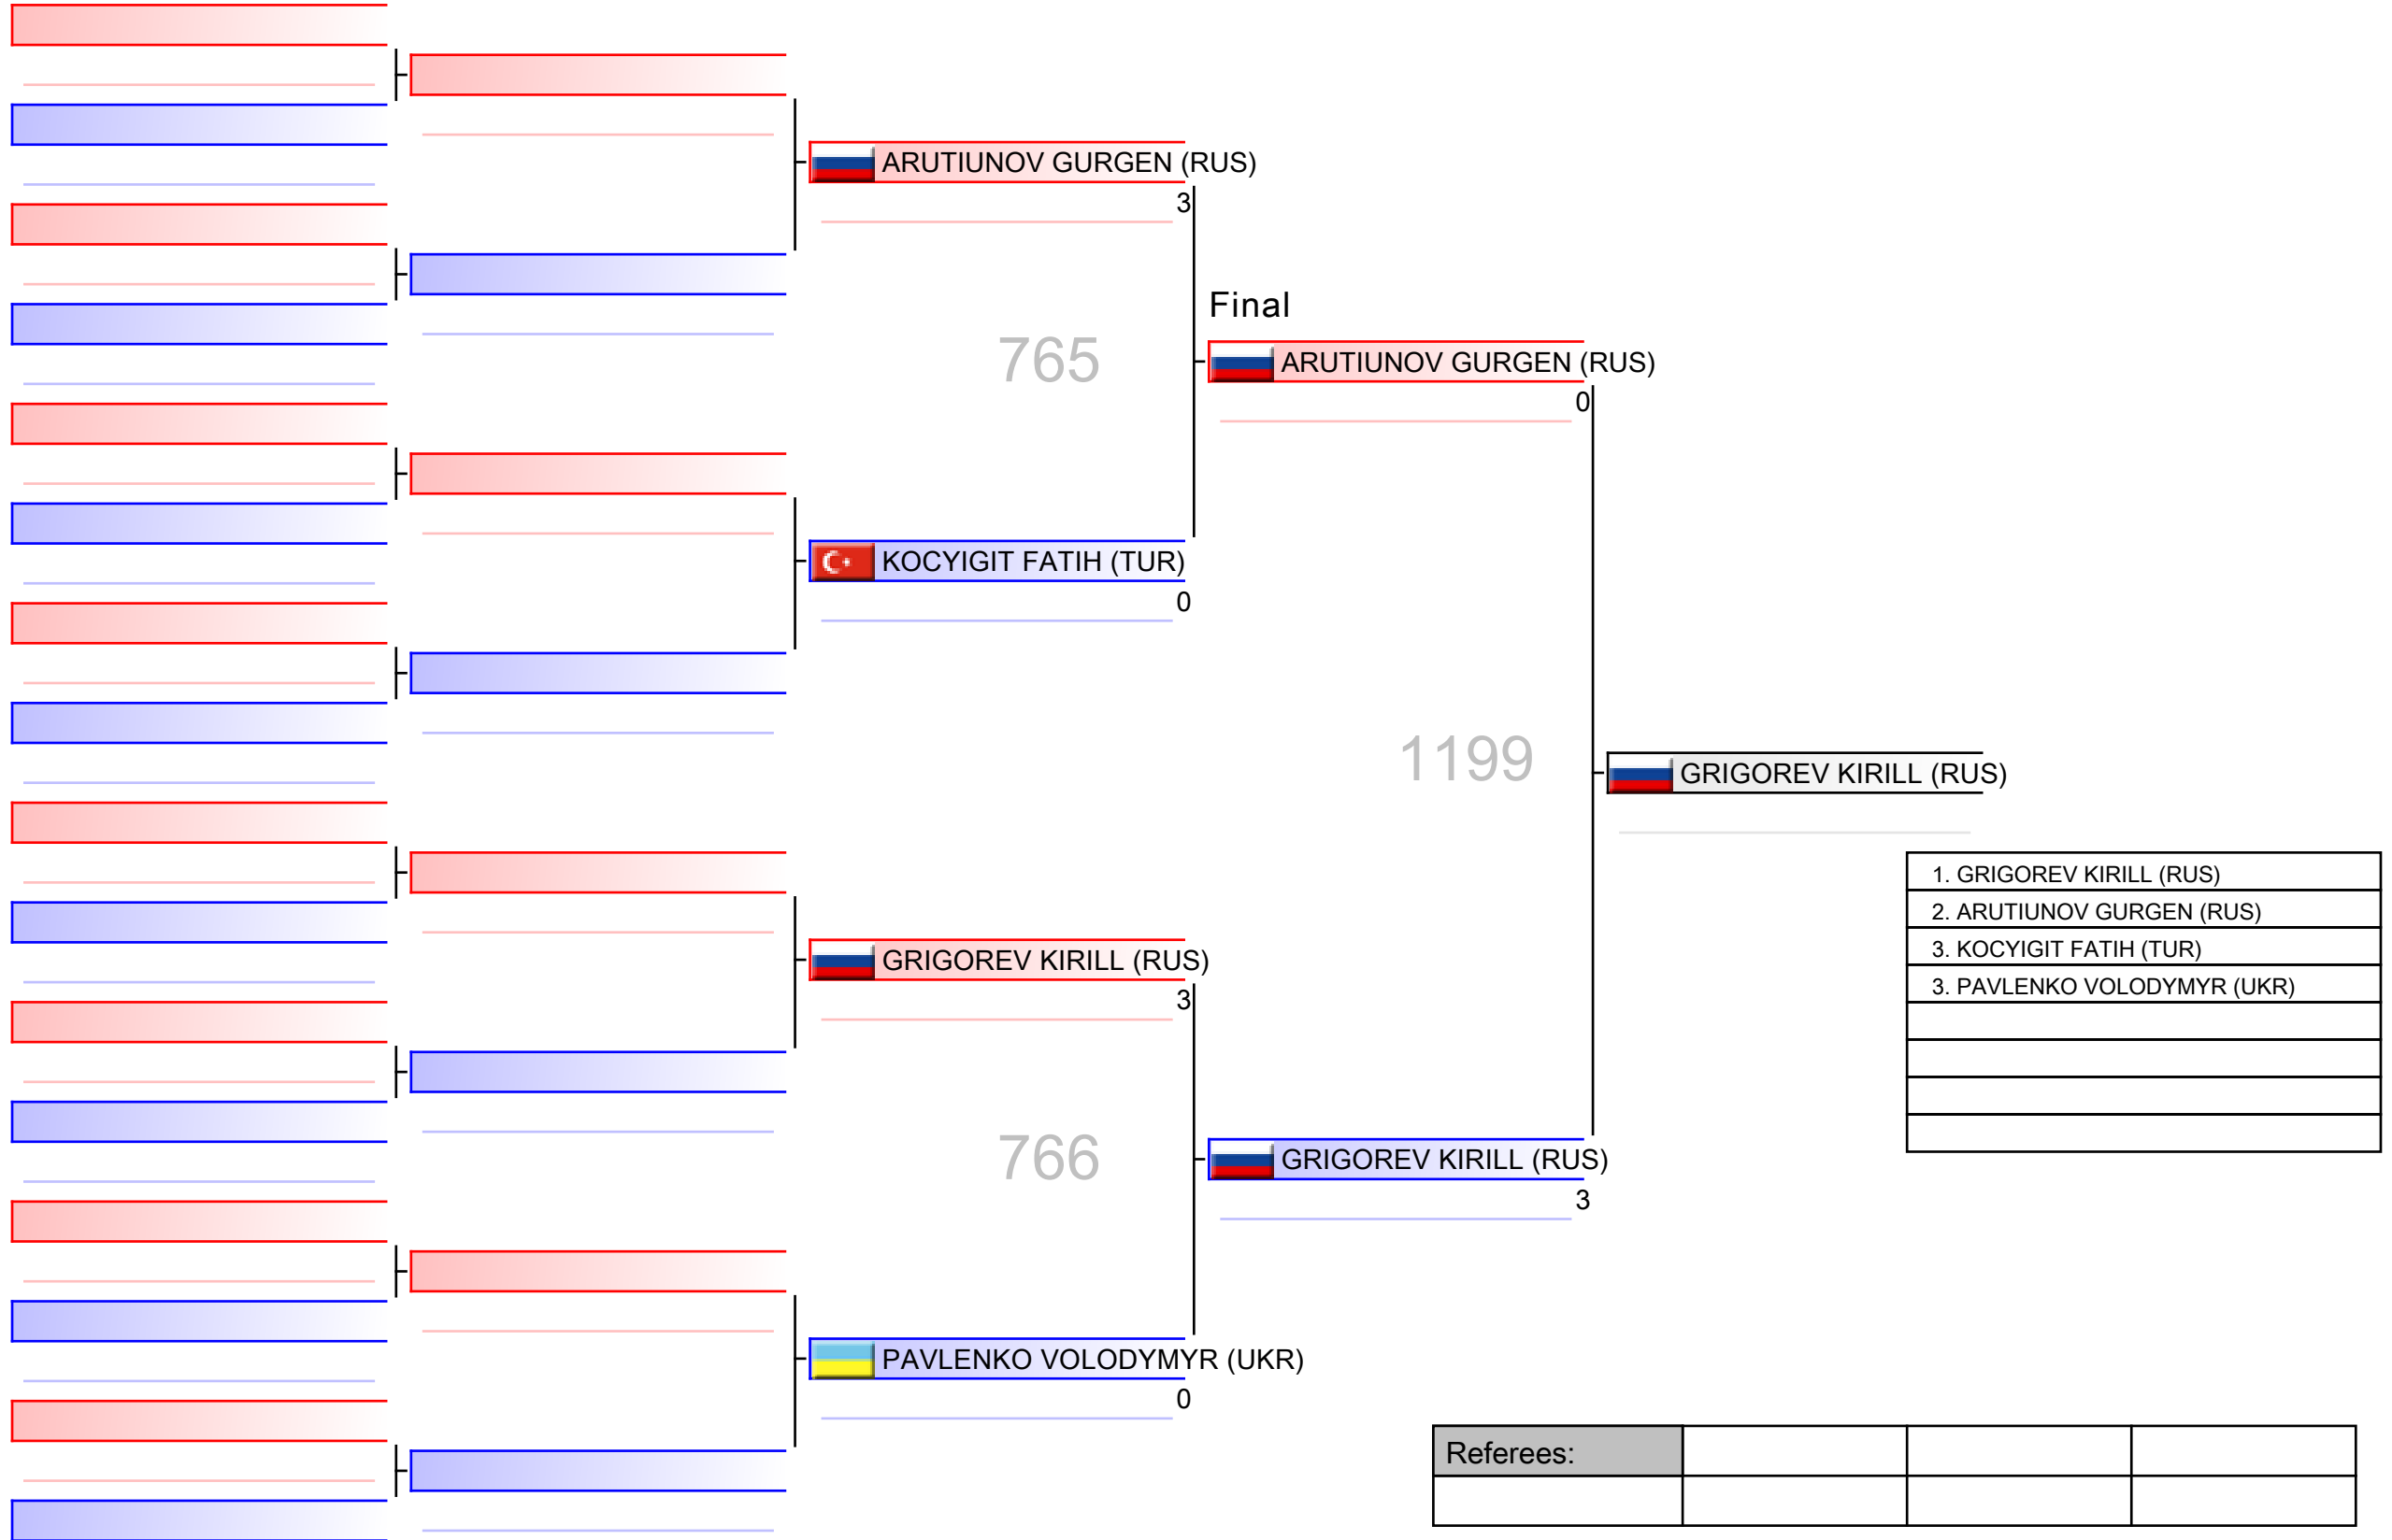 ARUTIUNOV GURGEN (RUS)
3
Final
765
ARUTIUNOV GURGEN (RUS)
0
KOCYIGIT FATIH (TUR)
0
1199
GRIGOREV KIRILL (RUS)
1. GRIGOREV KIRILL (RUS)
2. ARUTIUNOV GURGEN (RUS)
3. KOCYIGIT FATIH (TUR)
3. PAVLENKO VOLODYMYR (UKR)
GRIGOREV KIRILL (RUS)
3
766
GRIGOREV KIRILL (RUS)
3
PAVLENKO VOLODYMYR (UKR)
0
Referees: